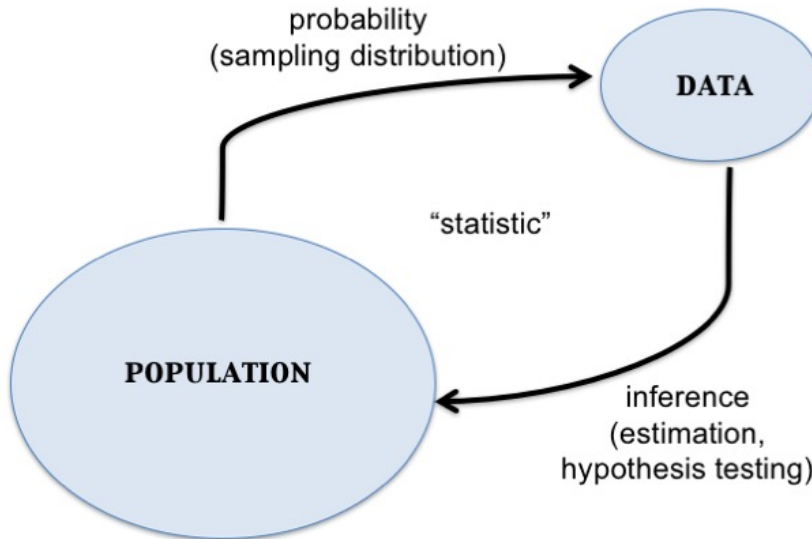 probability
(sampling distribution)
DATA
“statistic”
POPULATION
inference
(estimation,
hypothesis testing)